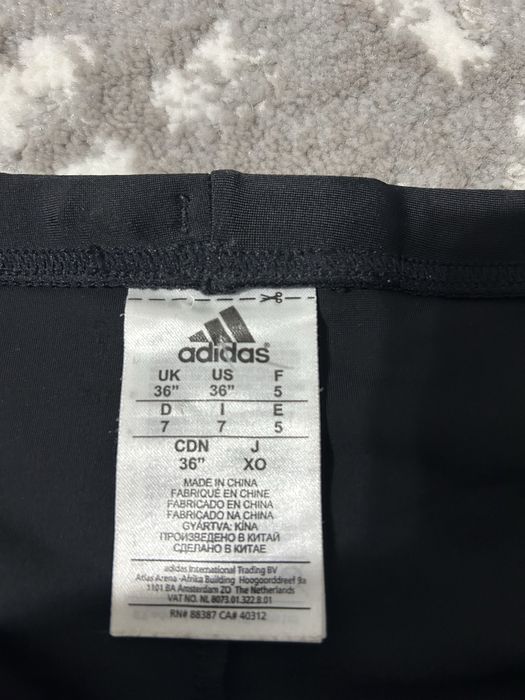 adidas
UK US F
36" 36" 5
D I E
7 7 5
CDN J
36" XO
MADE IN CHINA
FABRIQUÉ EN CHINE
FABRICADO EN CHINA
FABRICADO NA CHINA
GYÁRTVA: KÍNA
ПРОИЗВЕДЕНО В КИТАЙ
СДЕЛАНО В КИТАЕ
adidas International Trading BV
Atlas Arena -Afrika Building Hoogoorddreef 9a
1101 BA Amsterdam ZO The Netherlands
VAT NO. NL 8073.01.322.B.01
RN# 88387 CA# 40312